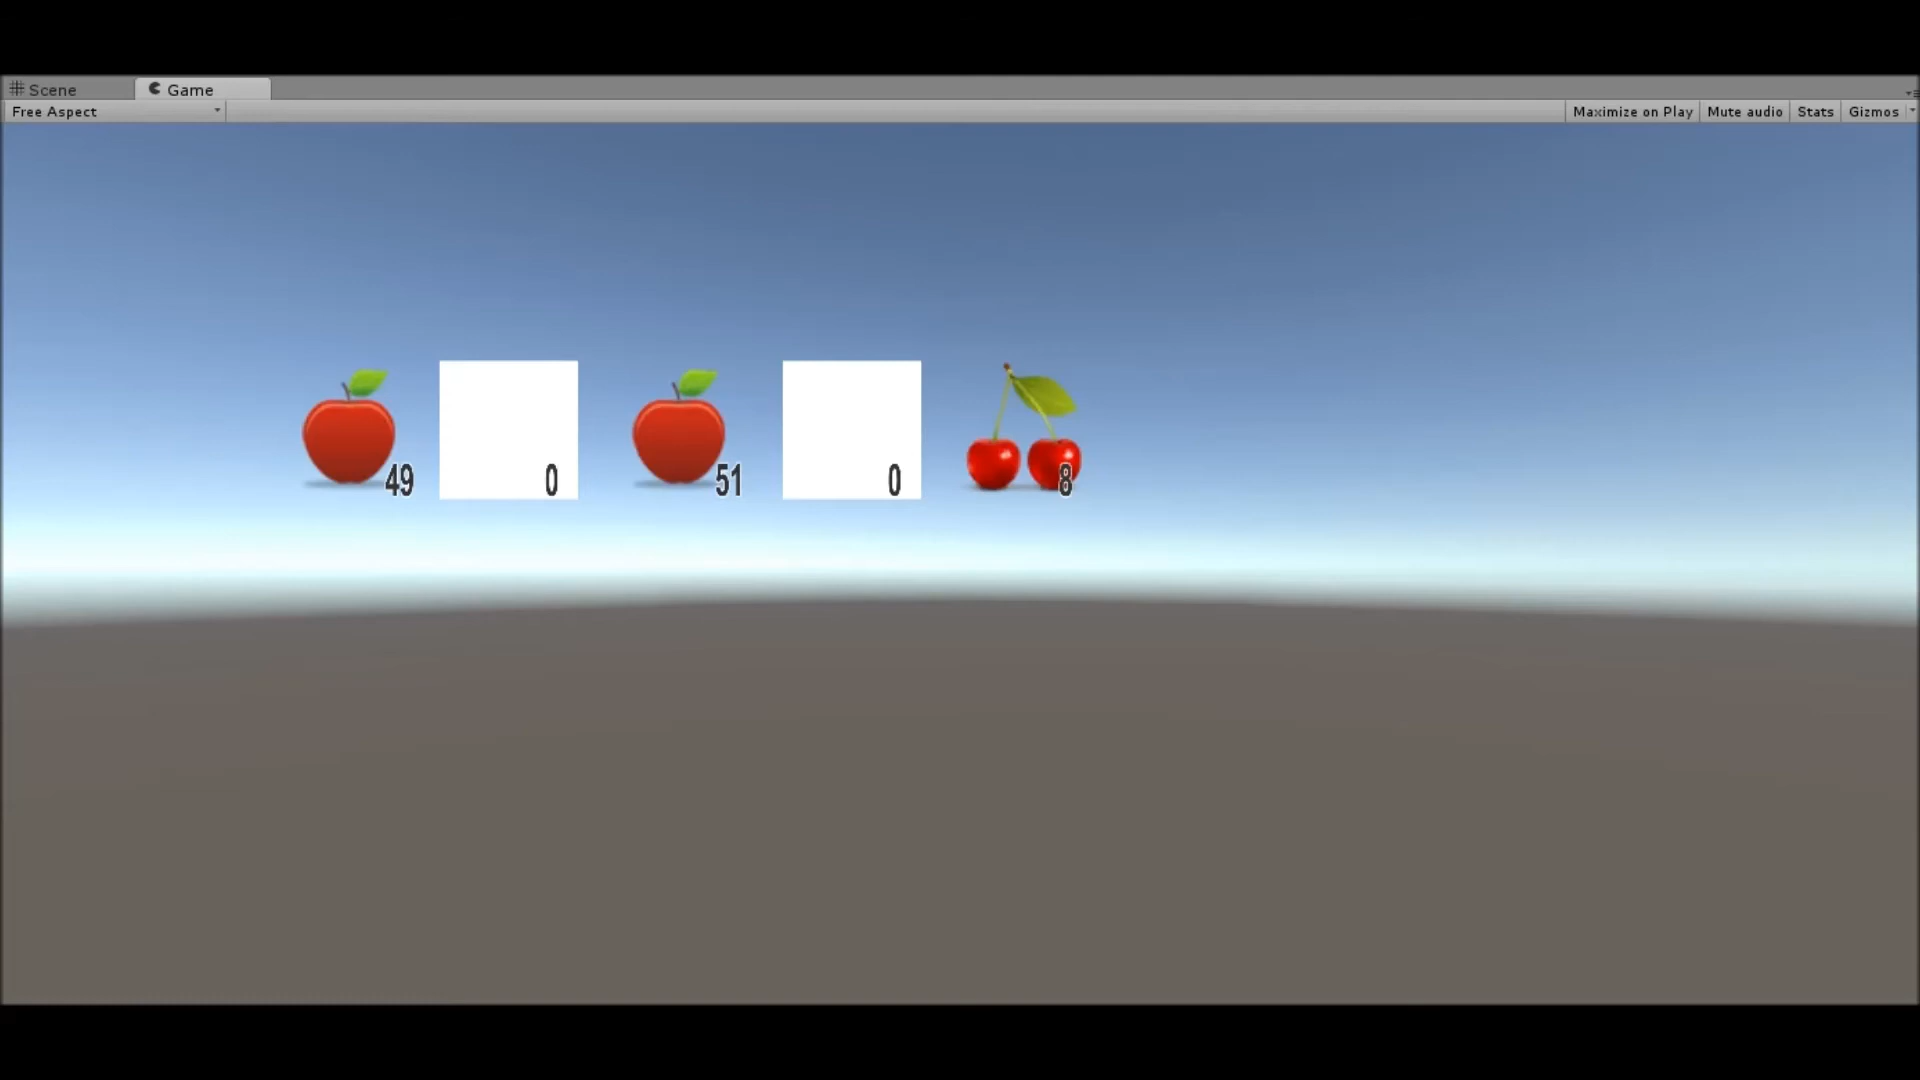 Scene
Game
Free Aspect
Maximize on Play
Mute audio
Stats
Gizmos
49
0
51
0
8